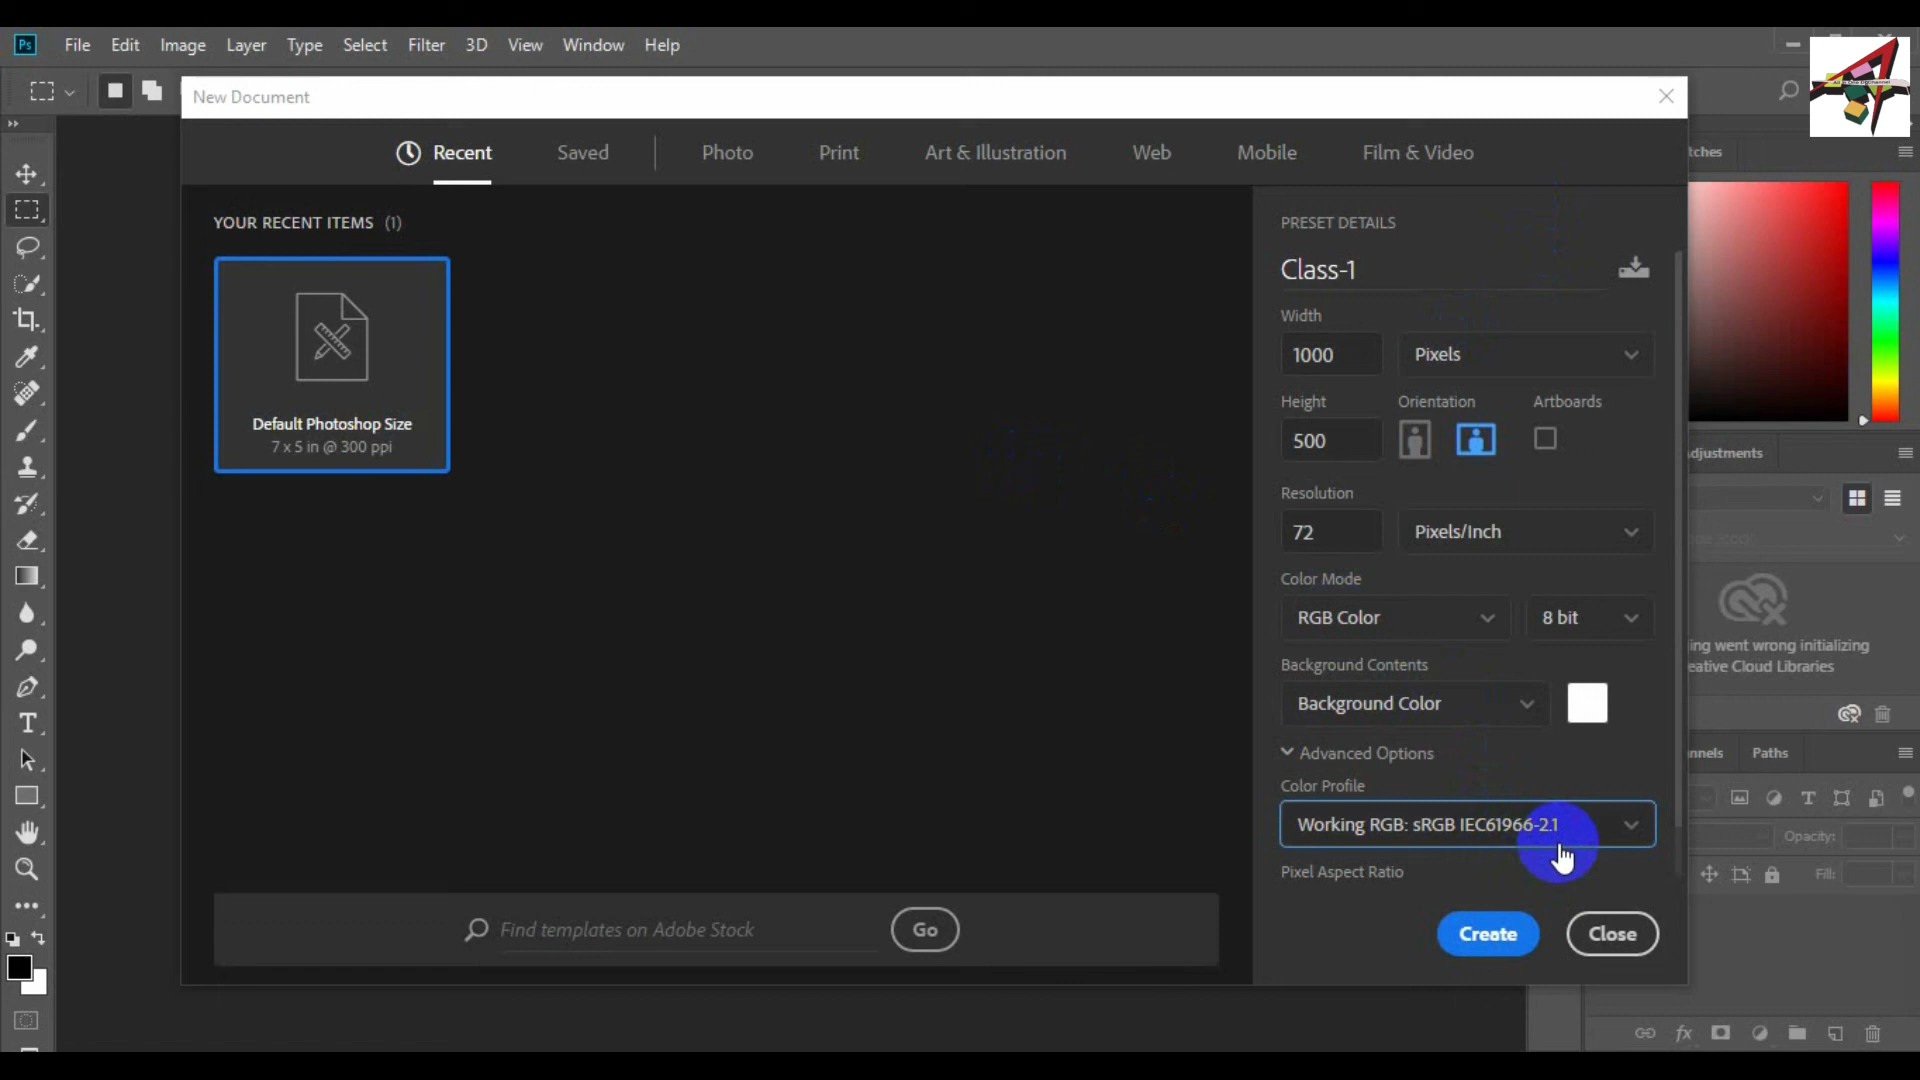 Ps File Edit Image Layer Type Select Filter 3D View Window Help
New Document
Recent Saved Photo Print Art & Illustration Web Mobile Film & Video
YOUR RECENT ITEMS (1)
Default Photoshop Size
7 x 5 in @ 300 ppi
Find templates on Adobe Stock Go
PRESET DETAILS
Class-1
Width
1000 Pixels
Height Orientation Artboards
500
Resolution
72 Pixels/Inch
Color Mode
RGB Color 8 bit
Background Contents
Background Color
Advanced Options
Color Profile
Working RGB: sRGB IEC61966-2.1
Pixel Aspect Ratio
Create Close
tches
djustments
ing went wrong initializing
eative Cloud Libraries
nnels Paths
Opacity:
Fill: